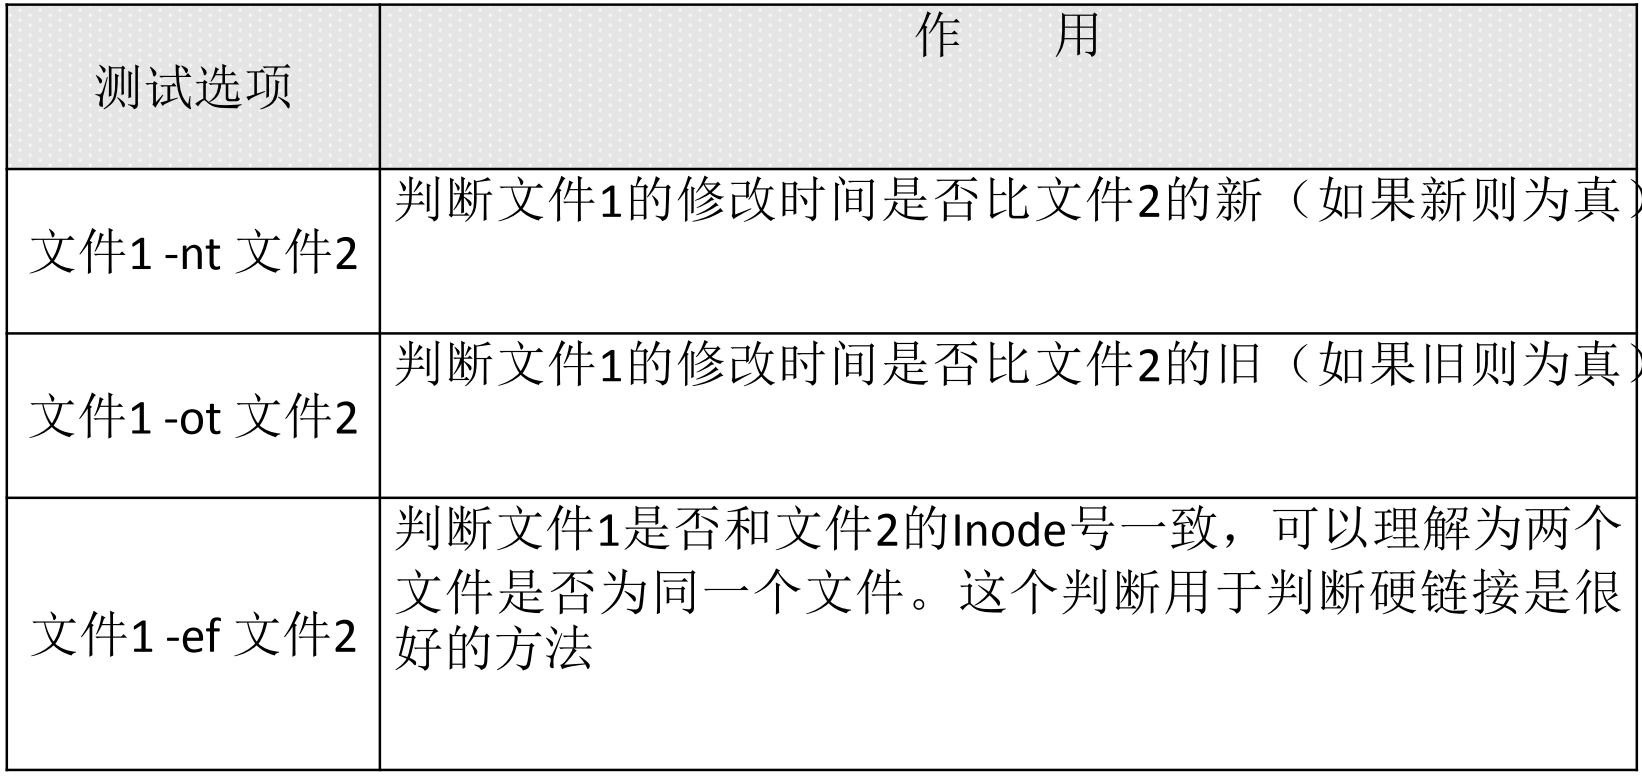 测试选项
作 用
文件1 -nt 文件2
判断文件1的修改时间是否比文件2的新（如果新则为真）
文件1 -ot 文件2
判断文件1的修改时间是否比文件2的旧（如果旧则为真）
文件1 -ef 文件2
判断文件1是否和文件2的Inode号一致，可以理解为两个
文件是否为同一个文件。这个判断用于判断硬链接是很
好的方法